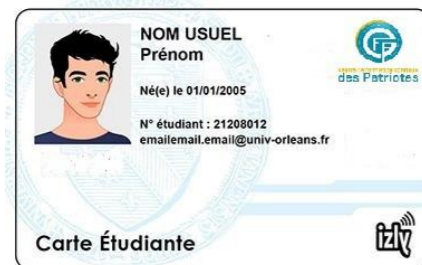 NOM USUEL
Prénom
Né(e) le 01/01/2005
N° étudiant : 21208012
emailemail.email@univ-orleans.fr
des Patriotes
Carte Étudiante
izly